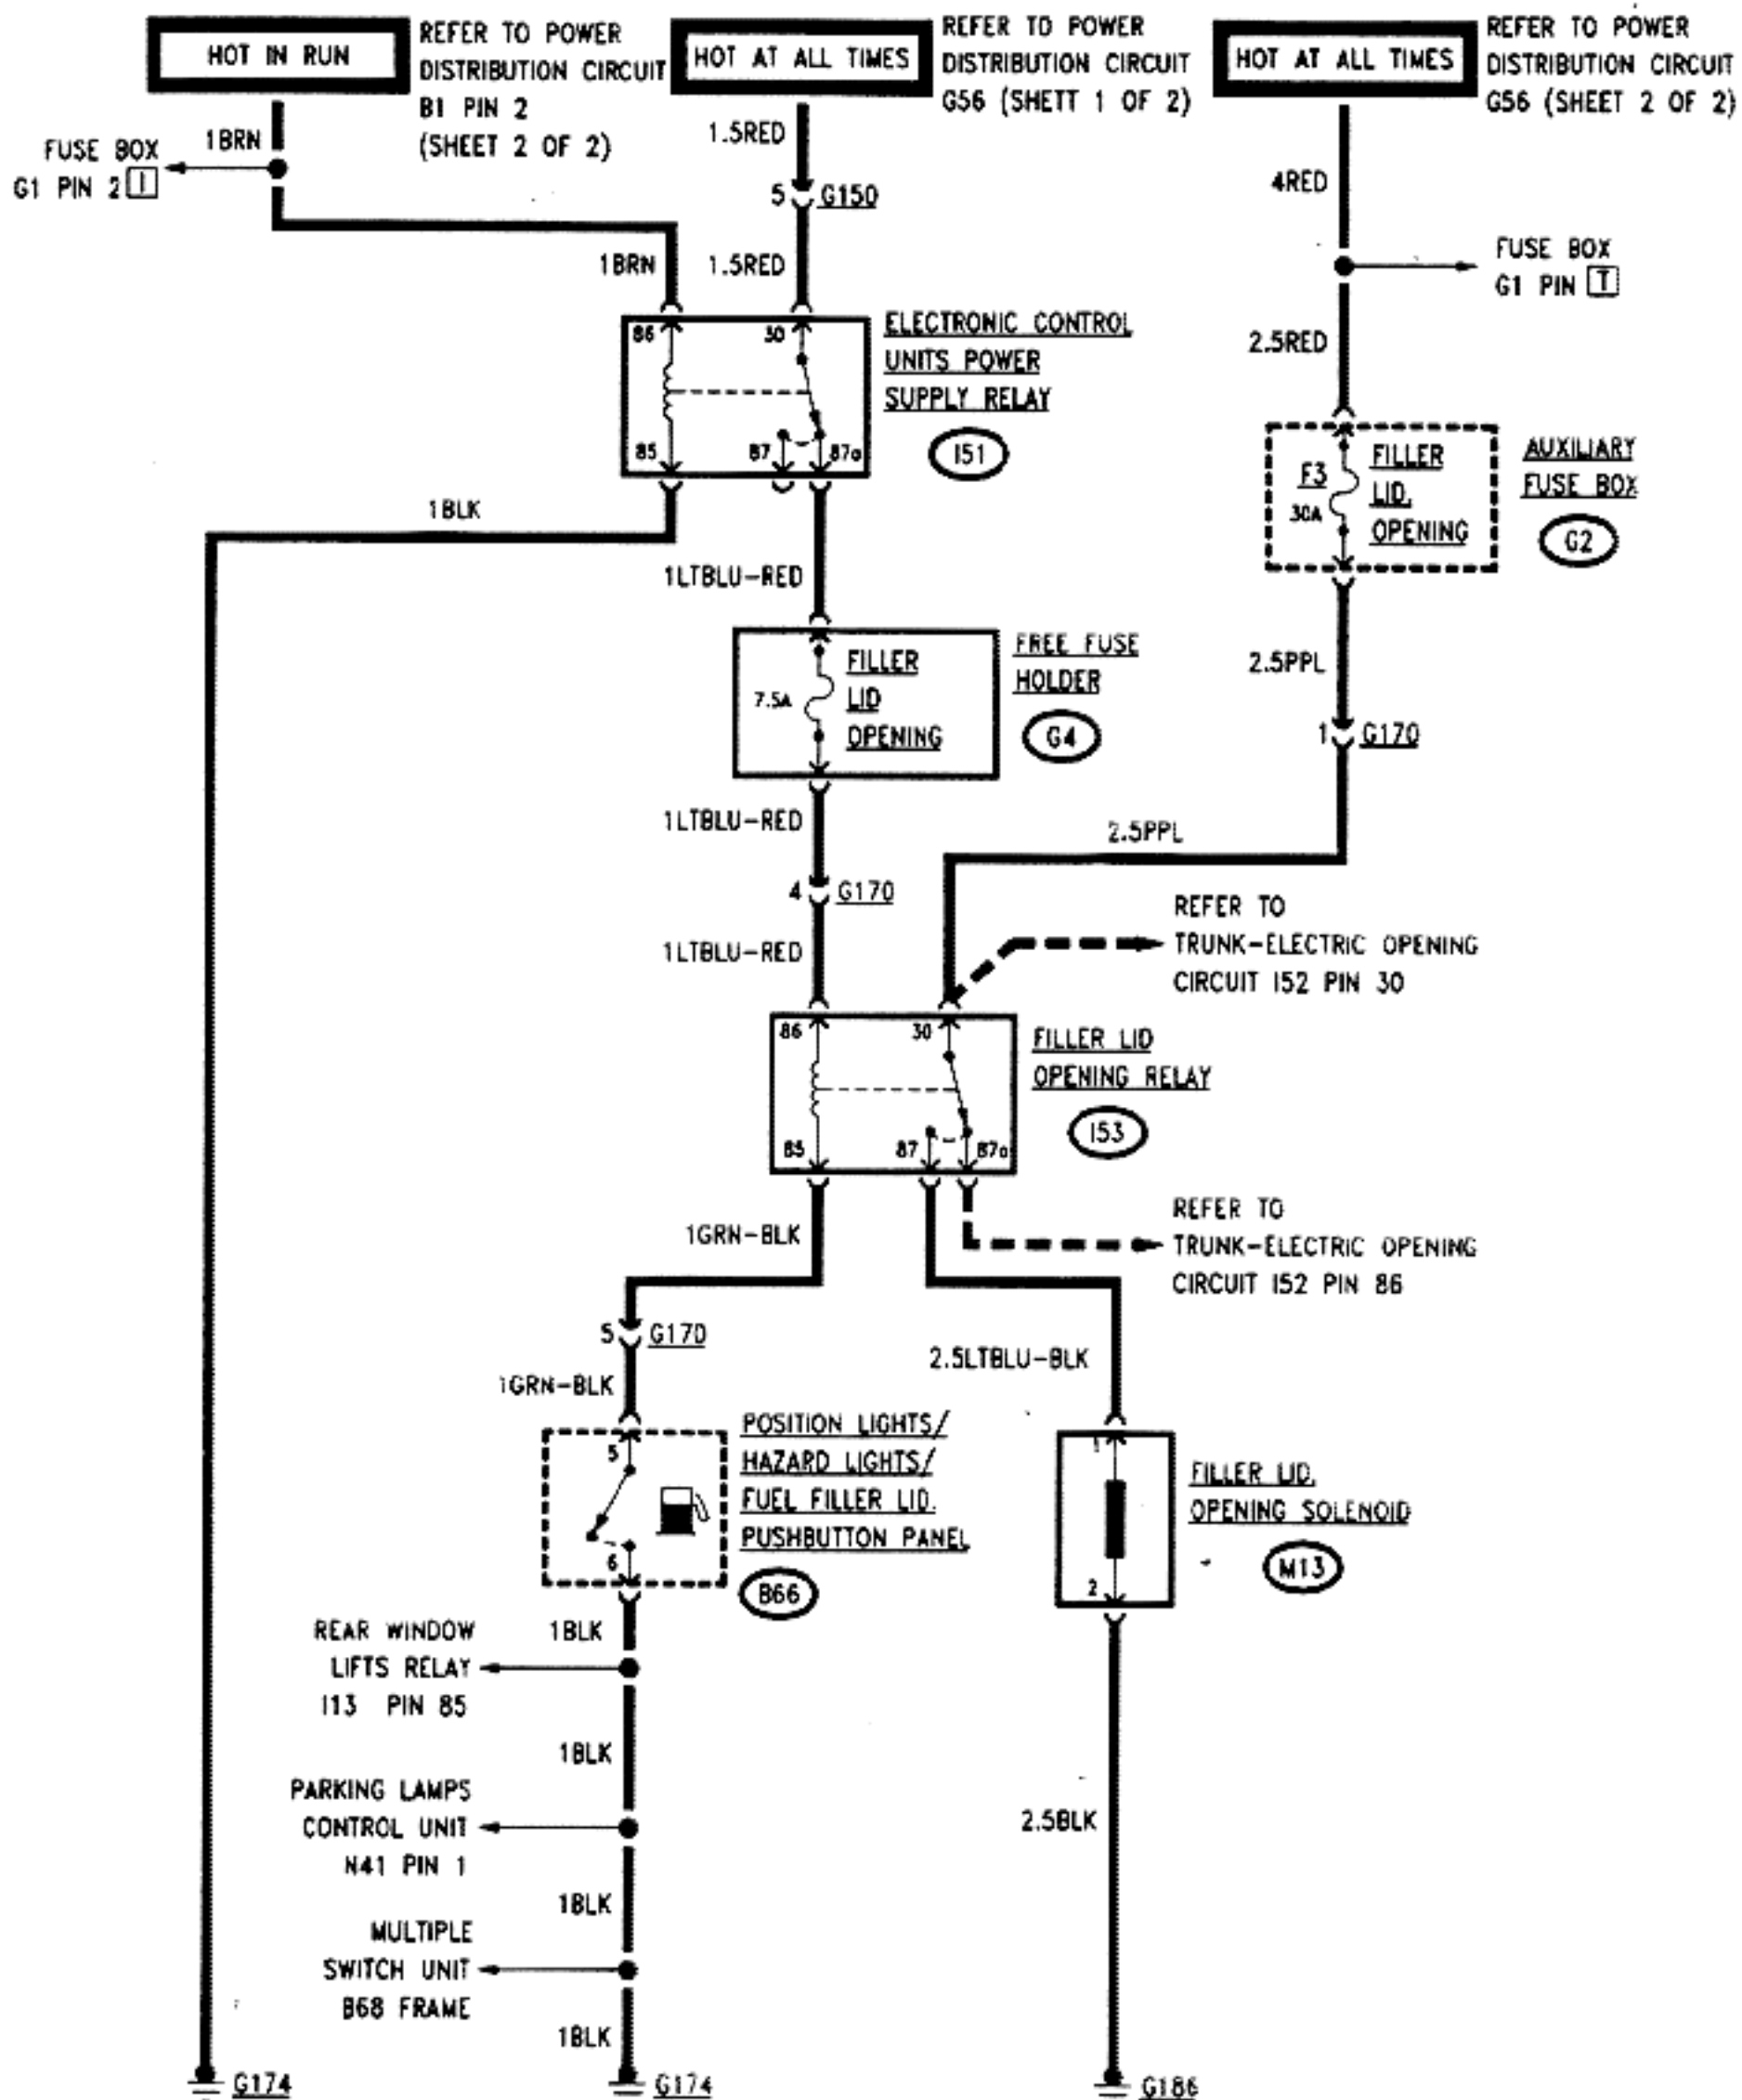 HOT IN RUN
REFER TO POWER
DISTRIBUTION CIRCUIT
B1 PIN 2
(SHEET 2 OF 2)
HOT AT ALL TIMES
REFER TO POWER
DISTRIBUTION CIRCUIT
G56 (SHETT 1 OF 2)
HOT AT ALL TIMES
REFER TO POWER
DISTRIBUTION CIRCUIT
G56 (SHEET 2 OF 2)
1BRN
FUSE BOX
G1 PIN 2 I
1.5RED
5 G150
4RED
1BRN
1.5RED
FUSE BOX
G1 PIN T
2.5RED
86
30
85
87
87a
ELECTRONIC CONTROL
UNITS POWER
SUPPLY RELAY
I51
F3
30A
FILLER
LID.
OPENING
AUXILIARY
FUSE BOX
G2
1BLK
1LTBLU-RED
7.5A
FILLER
LID
OPENING
FREE FUSE
HOLDER
G4
2.5PPL
1 G170
1LTBLU-RED
2.5PPL
4 G170
1LTBLU-RED
REFER TO
TRUNK-ELECTRIC OPENING
CIRCUIT I52 PIN 30
86
30
85
87
87a
FILLER LID
OPENING RELAY
I53
1GRN-BLK
REFER TO
TRUNK-ELECTRIC OPENING
CIRCUIT I52 PIN 86
5 G170
2.5LTBLU-BLK
1GRN-BLK
5
6
POSITION LIGHTS/
HAZARD LIGHTS/
FUEL FILLER LID.
PUSHBUTTON PANEL
B66
1
2
FILLER LID.
OPENING SOLENOID
M13
1BLK
REAR WINDOW
LIFTS RELAY
I13 PIN 85
1BLK
PARKING LAMPS
CONTROL UNIT
N41 PIN 1
2.5BLK
1BLK
MULTIPLE
SWITCH UNIT
B68 FRAME
1BLK
G174
G174
G186